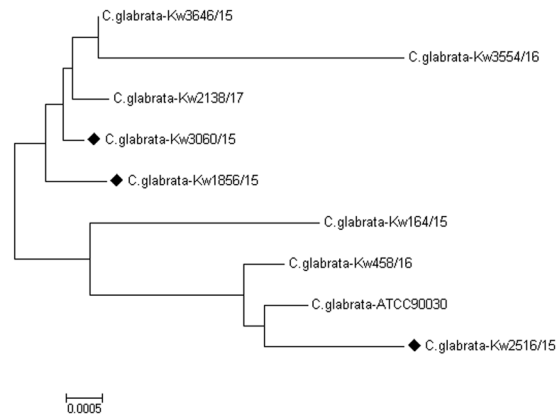 C.glabrata-Kw3646/15
C.glabrata-Kw3554/16
C.glabrata-Kw2138/17
C.glabrata-Kw3060/15
C.glabrata-Kw1856/15
C.glabrata-Kw164/15
C.glabrata-Kw458/16
C.glabrata-ATCC90030
C.glabrata-Kw2516/15
0.0005